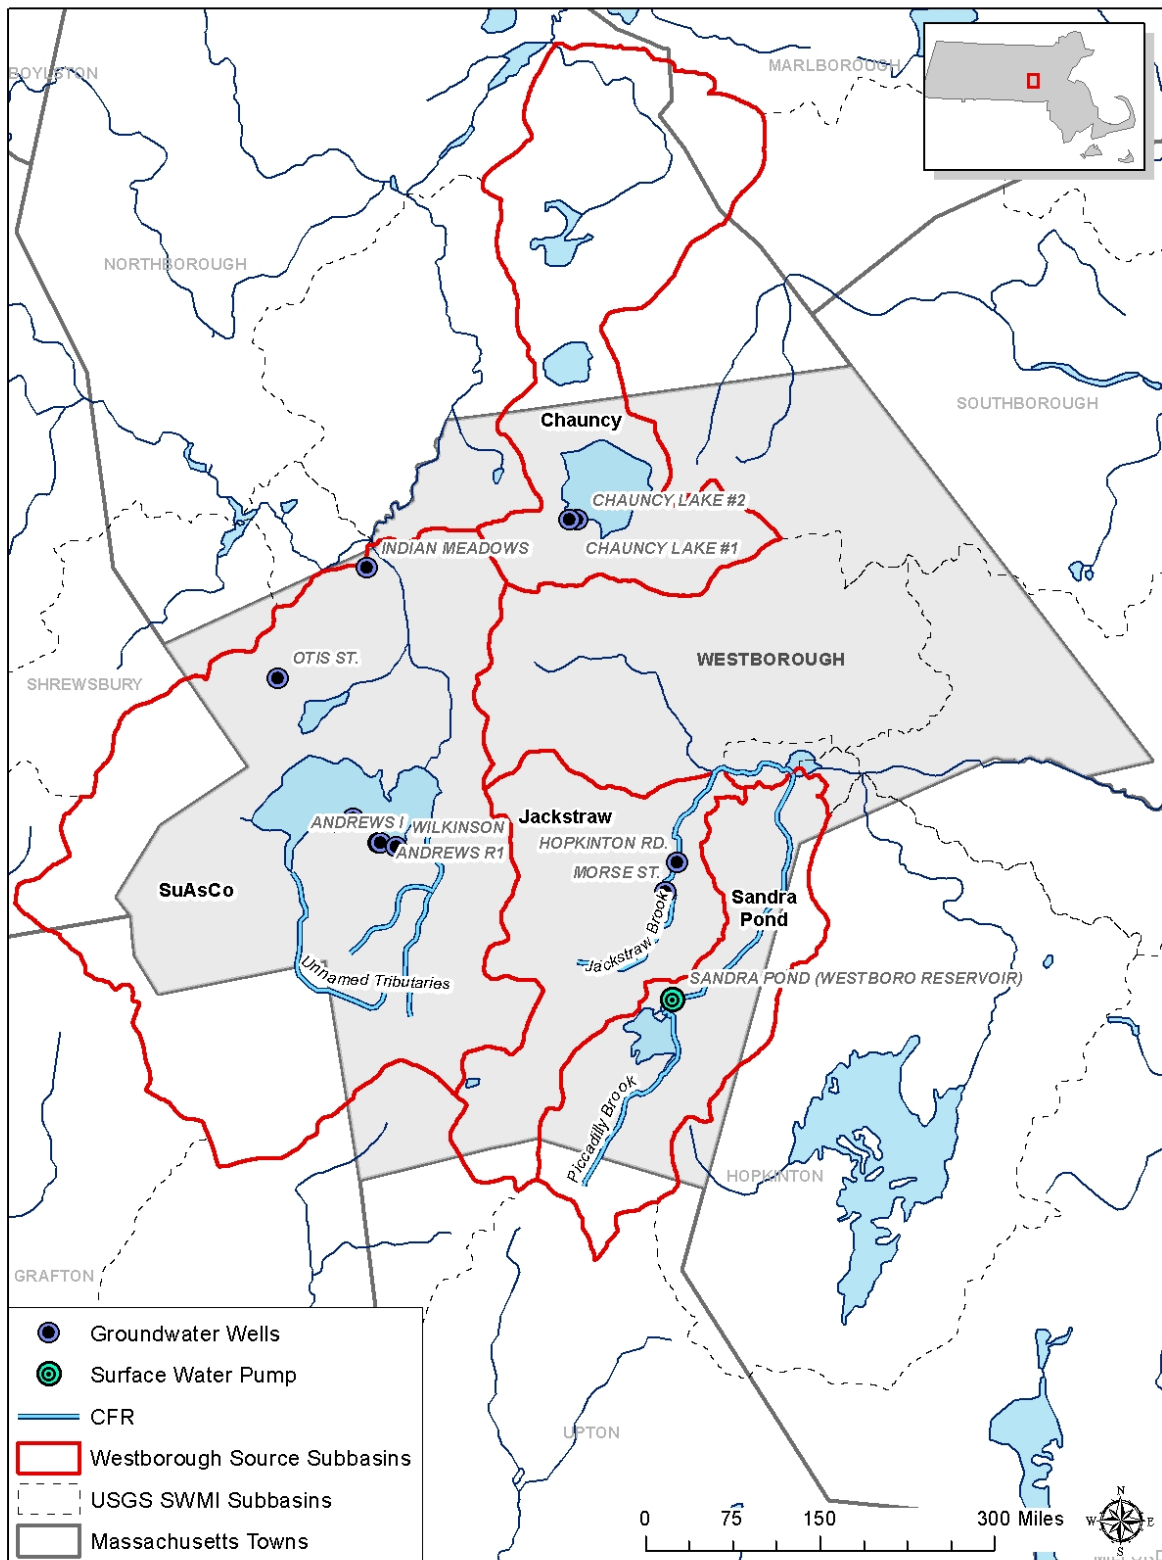 BOYLSTON
MARLBOROUGH
NORTHBOROUGH
SOUTHBOROUGH
Chauncy
CHAUNCY LAKE #2
INDIAN MEADOWS
CHAUNCY LAKE #1
OTIS ST.
WESTBOROUGH
SHREWSBURY
ANDREWS I
WILKINSON
ANDREWS R1
Jackstraw
HOPKINTON RD.
MORSE ST.
SuAsCo
Sandra
Pond
Jackstraw Brook
Unnamed Tributaries
SANDRA POND (WESTBORO RESERVOIR)
Piccadilly Brook
HOPKINTON
GRAFTON
UPTON
Groundwater Wells
Surface Water Pump
CFR
Westborough Source Subbasins
USGS SWMI Subbasins
Massachusetts Towns
0 75 150 300 Miles
N
W E
S